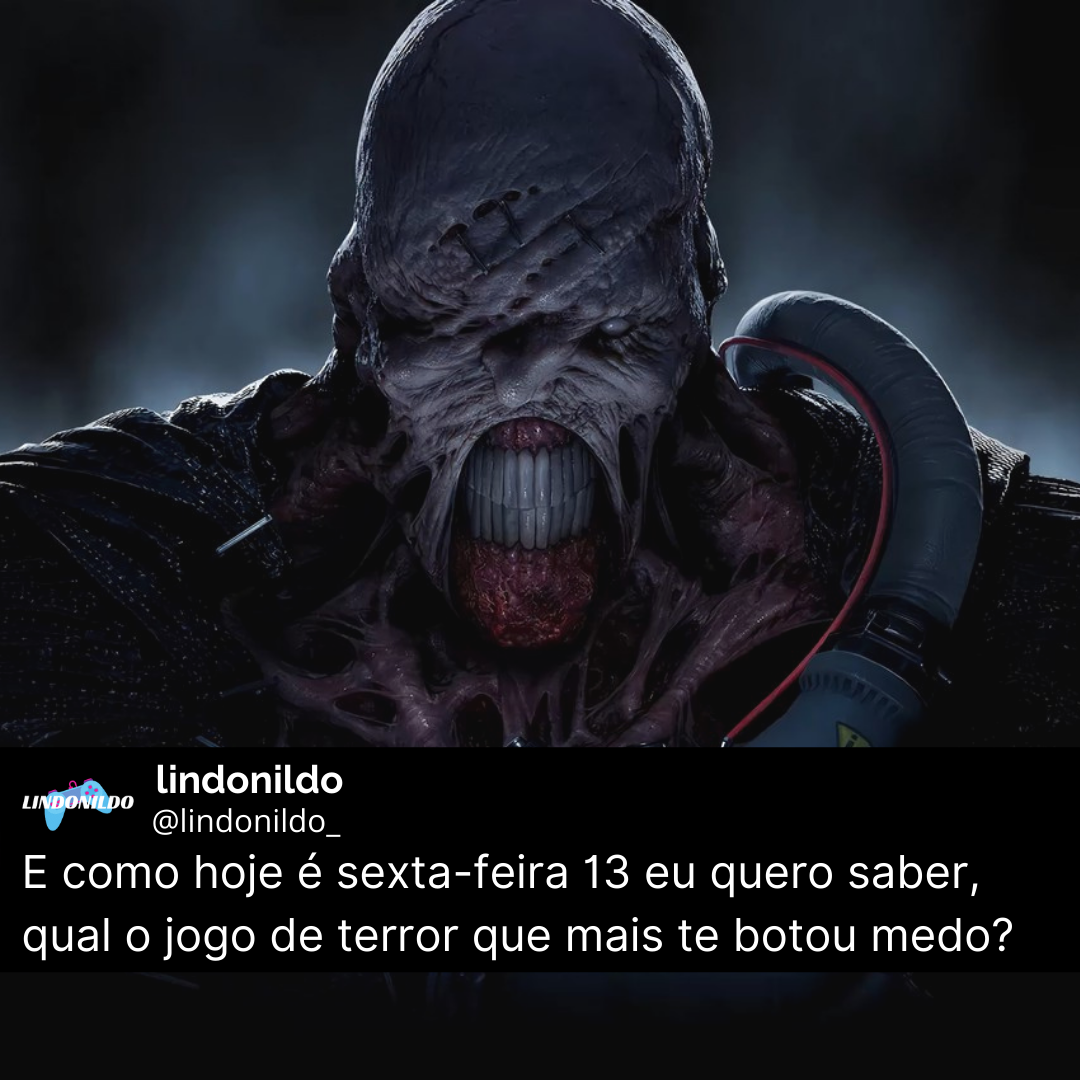 LINDONILDO
lindonildo
@lindonildo_
E como hoje é sexta-feira 13 eu quero saber,
qual o jogo de terror que mais te botou medo?